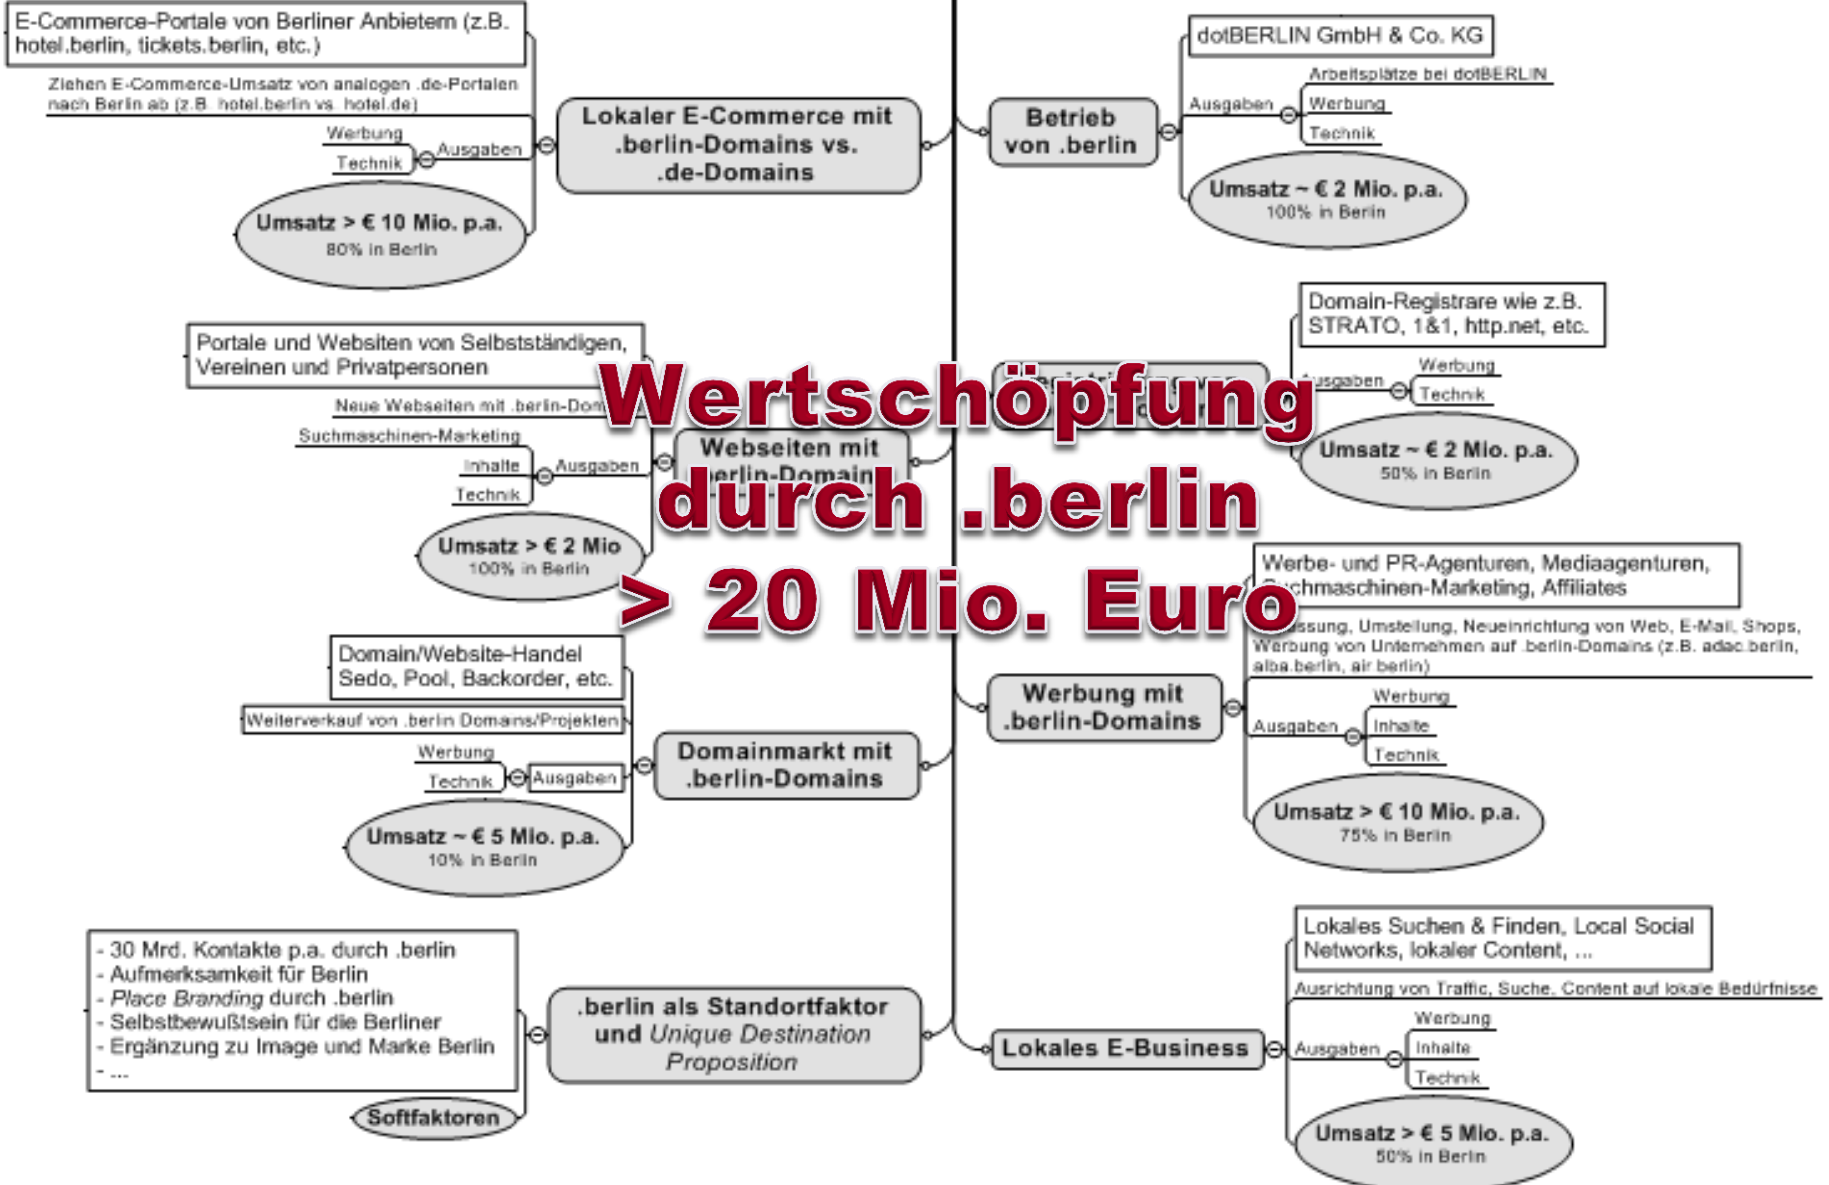 E-Commerce-Portale von Berliner Anbietern (z.B.
hotel.berlin, tickets.berlin, etc.)
Ziehen E-Commerce-Umsatz von analogen .de-Portalen
nach Berlin ab (z.B. hotel.berlin vs. hotel.de)
Werbung
Technik
Ausgaben
Umsatz > € 10 Mio. p.a.
80% in Berlin
Lokaler E-Commerce mit
.berlin-Domains vs.
.de-Domains
Portale und Websiten von Selbstständigen,
Vereinen und Privatpersonen
Neue Webseiten mit
Suchmaschinen-Marketing
Inhalte
Technik
Ausgaben
Umsatz > € 2 Mio
100% in Berlin
Webseiten mit
Domain/Website-Handel
Sedo, Pool, Backorder, etc.
Weiterverkauf von .berlin Domains/Projekten
Werbung
Technik
Ausgaben
Umsatz ~ € 5 Mio. p.a.
10% in Berlin
Domainmarkt mit
.berlin-Domains
- 30 Mrd. Kontakte p.a. durch .berlin
- Aufmerksamkeit für Berlin
- Place Branding durch .berlin
- Selbstbewußtsein für die Berliner
- Ergänzung zu Image und Marke Berlin
- ...
Softfaktoren
.berlin als Standortfaktor
und Unique Destination
Proposition
Wertschöpfung
durch .berlin
> 20 Mio. Euro
dotBERLIN GmbH & Co. KG
Arbeitsplätze bei dotBERLIN
Ausgaben
Werbung
Technik
Umsatz ~ € 2 Mio. p.a.
100% in Berlin
Betrieb
von .berlin
Domain-Registrare wie z.B.
STRATO, 1&1, http.net, etc.
Werbung
Technik
Umsatz ~ € 2 Mio. p.a.
50% in Berlin
Werbe- und PR-Agenturen, Mediaagenturen,
Affiliates
Umstellung, Neueinrichtung von Web, E-Mail, Shops,
Werbung von Unternehmen auf .berlin-Domains (z.B. adac.berlin,
alba.berlin, air berlin)
Ausgaben
Werbung
Inhalte
Technik
Umsatz > € 10 Mio. p.a.
75% in Berlin
Werbung mit
.berlin-Domains
Lokales Suchen & Finden, Local Social
Networks, lokaler Content, ...
Ausrichtung von Traffic, Suche, Content auf lokale Bedürfnisse
Ausgaben
Werbung
Inhalte
Technik
Umsatz > € 5 Mio. p.a.
50% in Berlin
Lokales E-Business